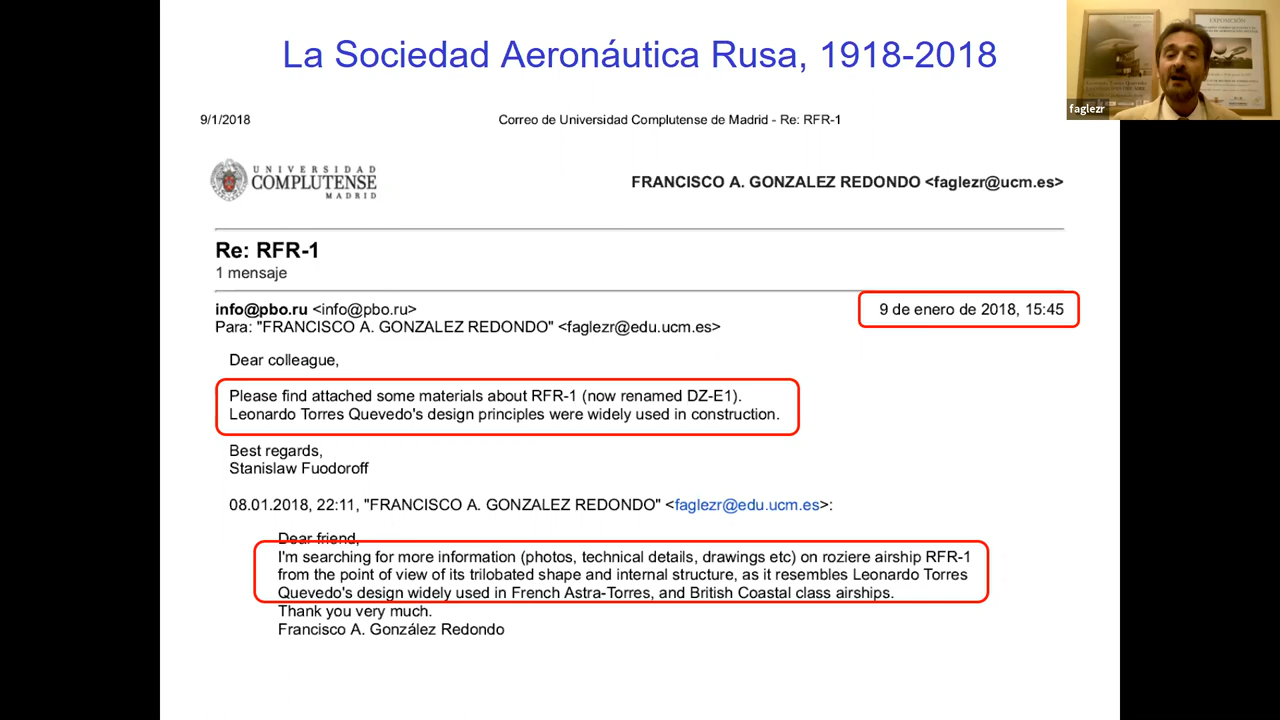 La Sociedad Aeronáutica Rusa, 1918-2018
faglezr
EXPOSICIÓN
9/1/2018
Correo de Universidad Complutense de Madrid - Re: RFR-1
UNIVERSIDAD
COMPLUTENSE
MADRID
FRANCISCO A. GONZALEZ REDONDO <faglezr@ucm.es>
Re: RFR-1
1 mensaje
info@pbo.ru <info@pbo.ru>
9 de enero de 2018, 15:45
Para: "FRANCISCO A. GONZALEZ REDONDO" <faglezr@edu.ucm.es>
Dear colleague,
Please find attached some materials about RFR-1 (now renamed DZ-E1).
Leonardo Torres Quevedo's design principles were widely used in construction.
Best regards,
Stanislaw Fuodoroff
08.01.2018, 22:11, "FRANCISCO A. GONZALEZ REDONDO" <faglezr@edu.ucm.es>:
Dear friend,
I'm searching for more information (photos, technical details, drawings etc) on roziere airship RFR-1
from the point of view of its trilobated shape and internal structure, as it resembles Leonardo Torres
Quevedo's design widely used in French Astra-Torres, and British Coastal class airships.
Thank you very much.
Francisco A. González Redondo